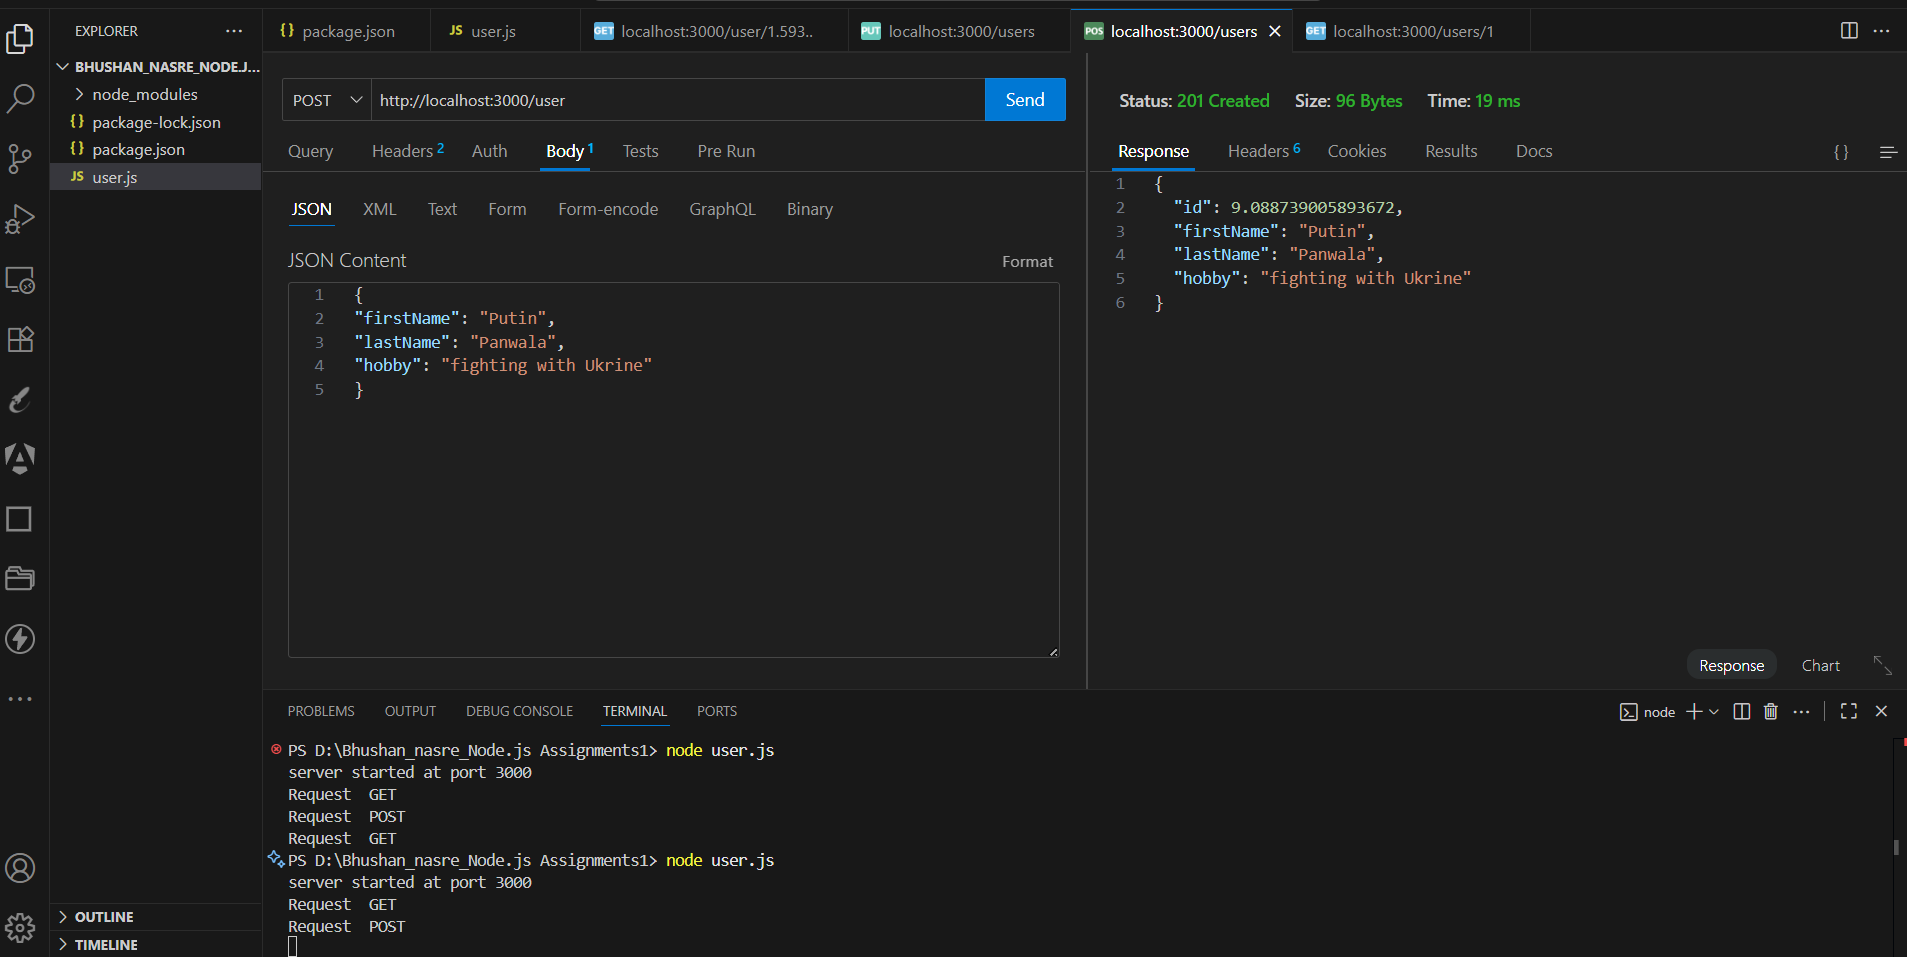 EXPLORER ...
BHUSHAN_NASRE_NODE.J...
node_modules
{} package-lock.json
{} package.json
JS user.js
OUTLINE
TIMELINE
{} package.json
JS user.js
GET localhost:3000/user/1.593..
PUT localhost:3000/users
POS localhost:3000/users
GET localhost:3000/users/1
POST http://localhost:3000/user Send
Query Headers 2 Auth Body 1 Tests Pre Run
JSON XML Text Form Form-encode GraphQL Binary
JSON Content Format
1 {
2 "firstName": "Putin",
3 "lastName": "Panwala",
4 "hobby": "fighting with Ukrine"
5 }
Status: 201 Created Size: 96 Bytes Time: 19 ms
Response Headers 6 Cookies Results Docs {}
1 {
2 "id": 9.088739005893672,
3 "firstName": "Putin",
4 "lastName": "Panwala",
5 "hobby": "fighting with Ukrine"
6 }
Response Chart
PROBLEMS OUTPUT DEBUG CONSOLE TERMINAL PORTS
node
PS D:\Bhushan_nasre_Node.js Assignments1> node user.js
server started at port 3000
Request  GET
Request  POST
Request  GET
PS D:\Bhushan_nasre_Node.js Assignments1> node user.js
server started at port 3000
Request  GET
Request  POST